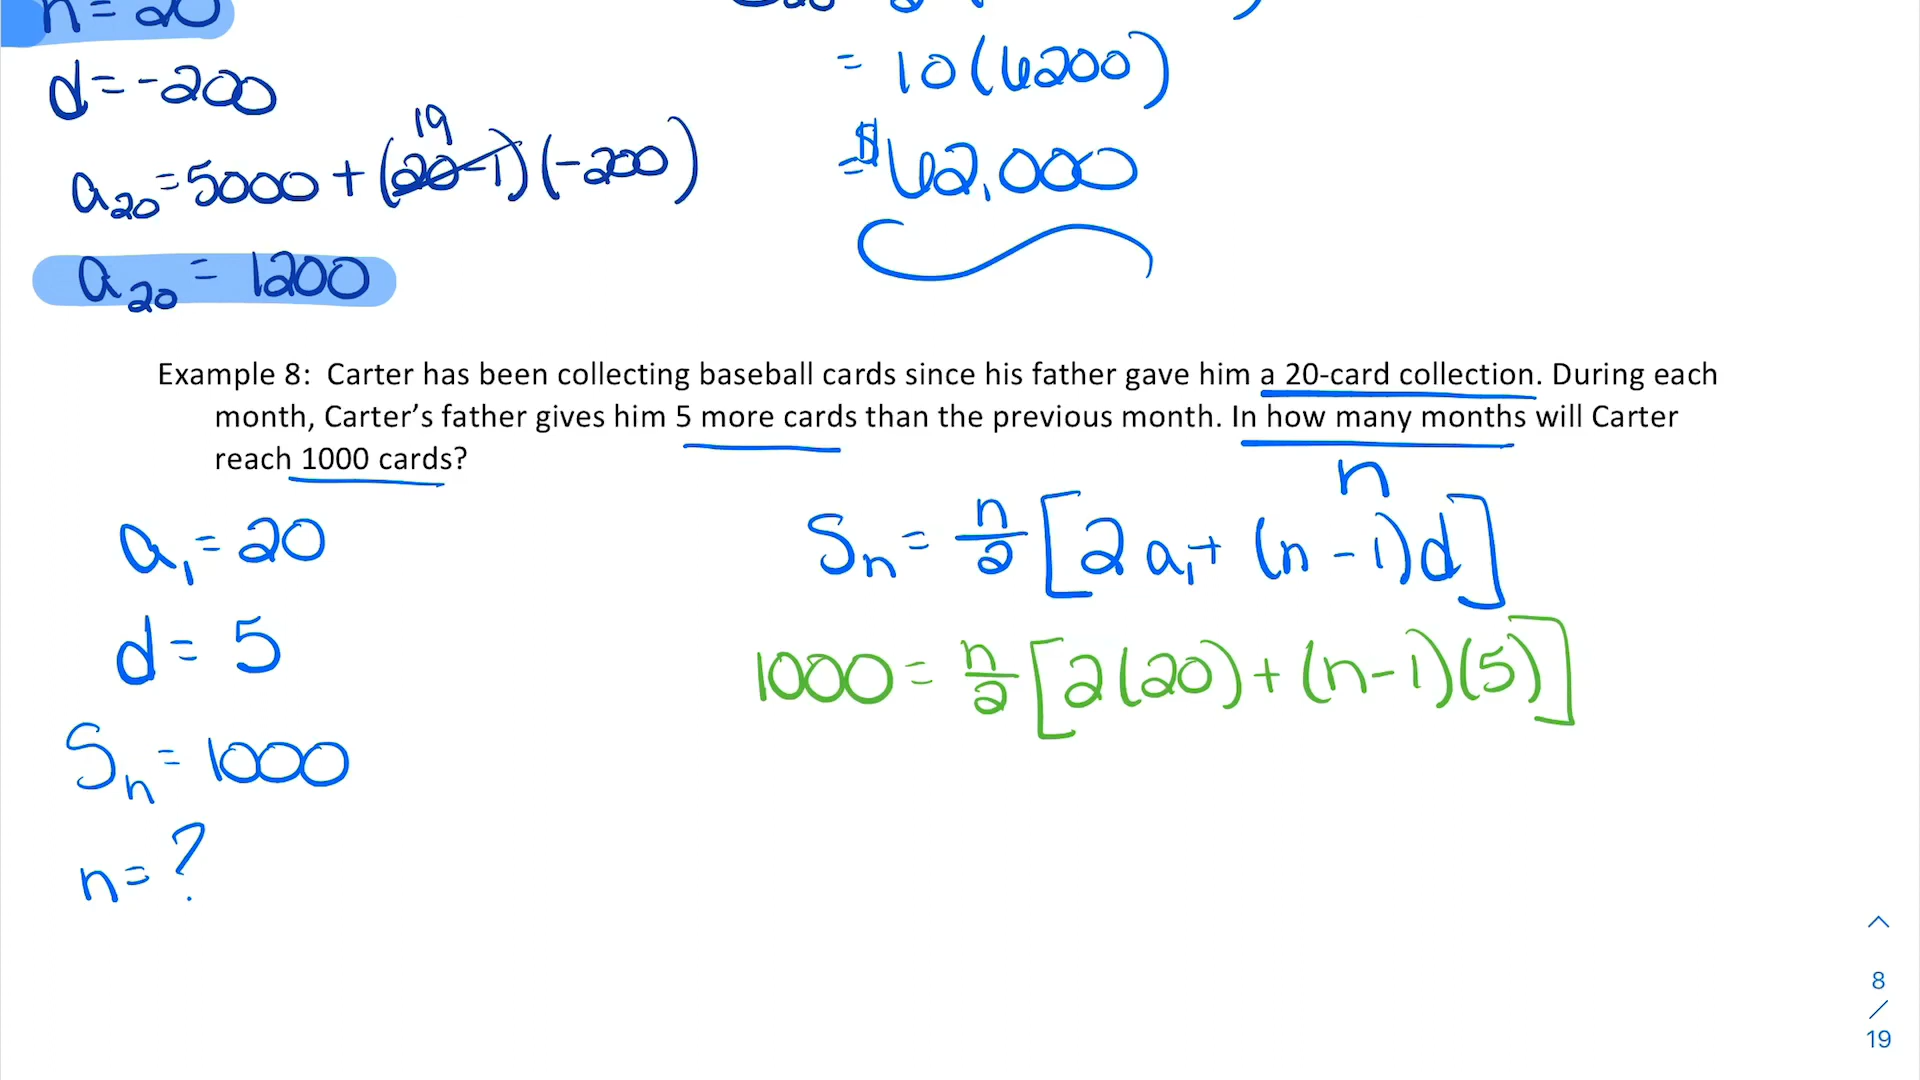 n = 20
d = -200
19
a₂₀ = 5000 + (20-1)(-200)
a₂₀ = 1200
= 10(6200)
= $62,000
Example 8: Carter has been collecting baseball cards since his father gave him a 20-card collection. During each
month, Carter's father gives him 5 more cards than the previous month. In how many months will Carter
reach 1000 cards?
n
a₁ = 20
d = 5
Sₙ = 1000
n = ?
Sₙ = n/2 [2a₁ + (n-1)d]
1000 = n/2 [2(20) + (n-1)(5)]
8
/
19